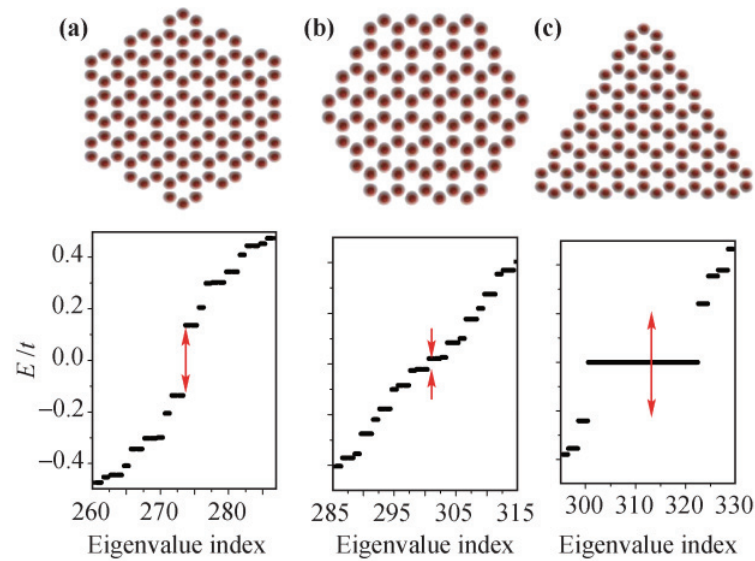 (a) (b) (c)
E/t
0.4
0.2
0.0
−0.2
−0.4
260 270 280
285 295 305 315
300 310 320 330
Eigenvalue index Eigenvalue index Eigenvalue index